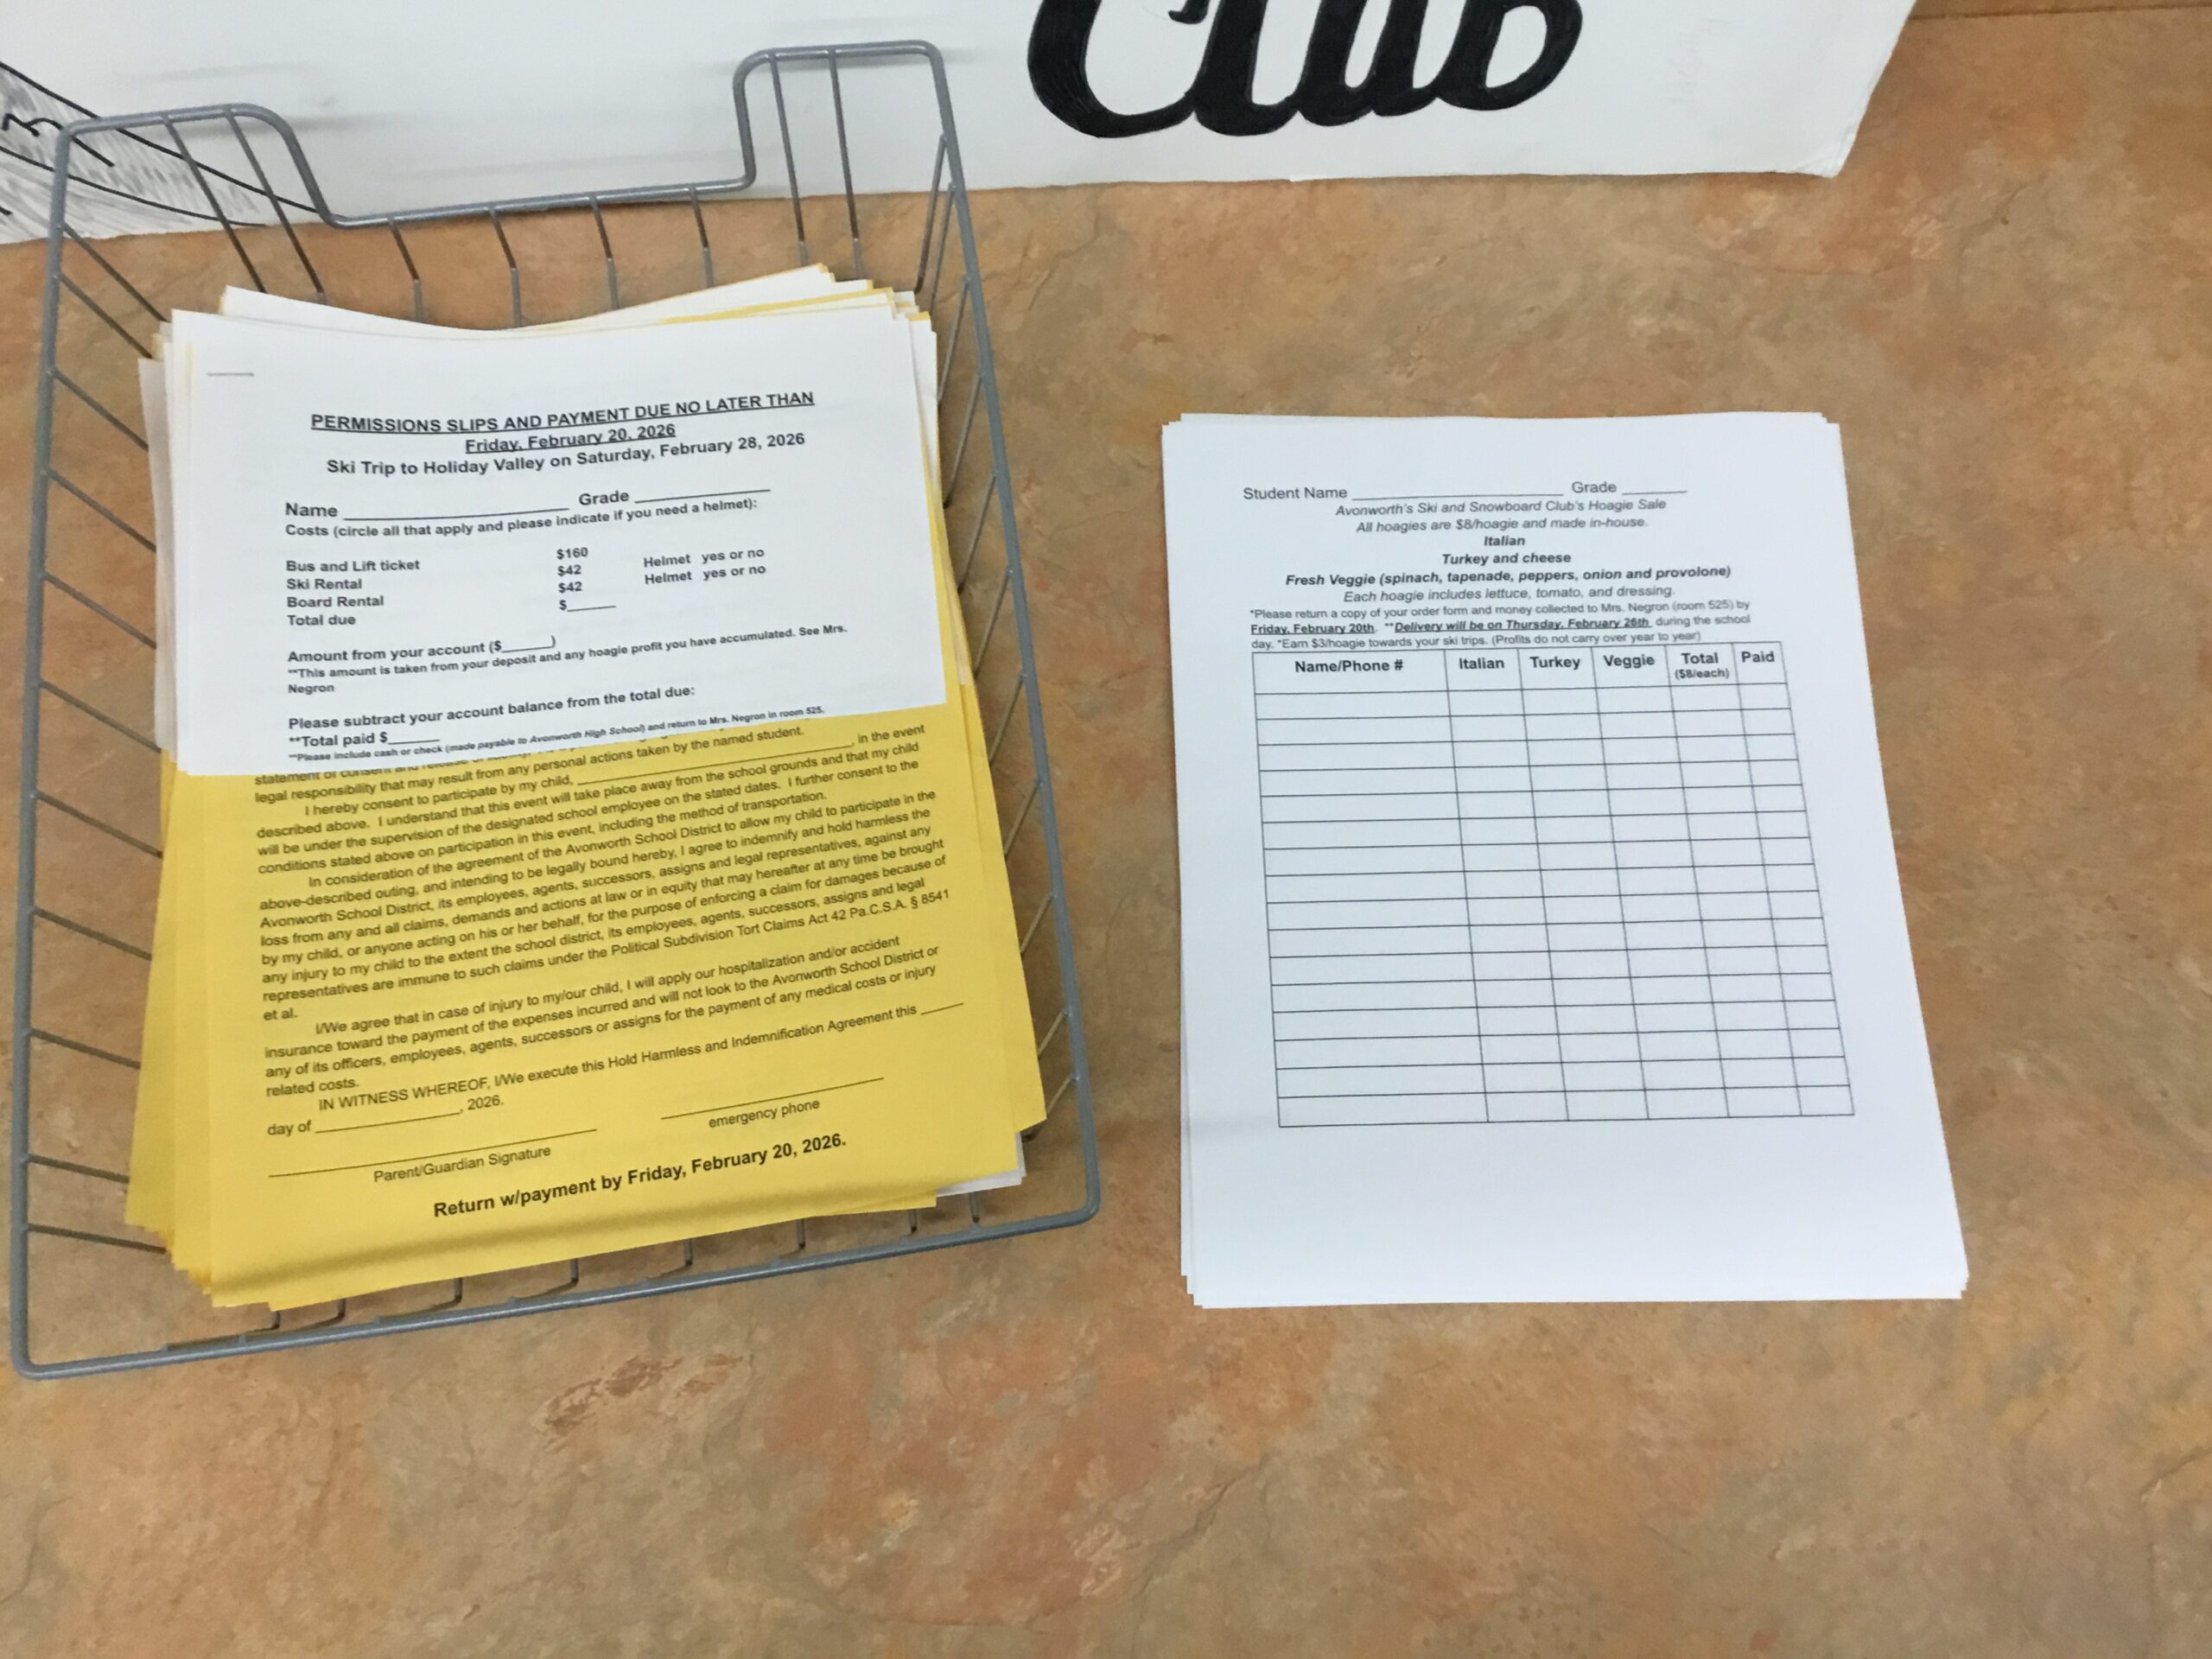 Club
PERMISSIONS SLIPS AND PAYMENT DUE NO LATER THAN
Friday, February 20, 2026
Ski Trip to Holiday Valley on Saturday, February 28, 2026
Name Grade
Costs (circle all that apply and please indicate if you need a helmet):
Bus and Lift ticket $160
Ski Rental $42 Helmet yes or no
Board Rental $42 Helmet yes or no
Total due $
Amount from your account ($ )
**This amount is taken from your deposit and any hoagie profit you have accumulated. See Mrs.
Negron
Please subtract your account balance from the total due:
**Total paid $
**Please include cash or check (made payable to Avonworth High School) and return to Mrs. Negron in room 525.
statement of consent and release
legal responsibility that may result from any personal actions taken by the named student.
I hereby consent to participate by my child, , in the event
described above. I understand that this event will take place away from the school grounds and that my child
will be under the supervision of the designated school employee on the stated dates. I further consent to the
conditions stated above on participation in this event, including the method of transportation.
In consideration of the agreement of the Avonworth School District to allow my child to participate in the
above-described outing, and intending to be legally bound hereby, I agree to indemnify and hold harmless the
Avonworth School District, its employees, agents, successors, assigns and legal representatives, against any
loss from any and all claims, demands and actions at law or in equity that may hereafter at any time be brought
by my child, or anyone acting on his or her behalf, for the purpose of enforcing a claim for damages because of
any injury to my child to the extent the school district, its employees, agents, successors, assigns and legal
representatives are immune to such claims under the Political Subdivision Tort Claims Act 42 Pa.C.S.A. § 8541
et al.
I/We agree that in case of injury to my/our child, I will apply our hospitalization and/or accident
insurance toward the payment of the expenses incurred and will not look to the Avonworth School District or
any of its officers, employees, agents, successors or assigns for the payment of any medical costs or injury
related costs.
IN WITNESS WHEREOF, I/We execute this Hold Harmless and Indemnification Agreement this
day of , 2026.
emergency phone
Parent/Guardian Signature
Return w/payment by Friday, February 20, 2026.
Student Name Grade
Avonworth's Ski and Snowboard Club's Hoagie Sale
All hoagies are $8/hoagie and made in-house.
Italian
Turkey and cheese
Fresh Veggie (spinach, tapenade, peppers, onion and provolone)
Each hoagie includes lettuce, tomato, and dressing.
*Please return a copy of your order form and money collected to Mrs. Negron (room 525) by
Friday, February 20th. **Delivery will be on Thursday, February 26th during the school
day. *Earn $3/hoagie towards your ski trips. (Profits do not carry over year to year)
Name/Phone # Italian Turkey Veggie Total Paid
($8/each)